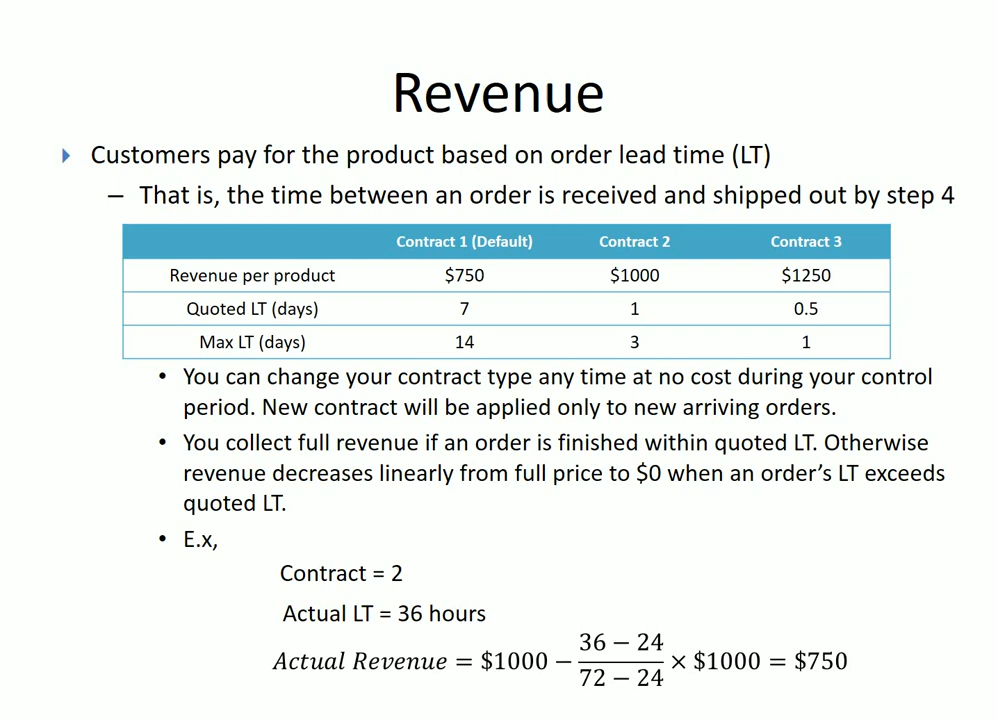 Revenue
Customers pay for the product based on order lead time (LT)
– That is, the time between an order is received and shipped out by step 4
Contract 1 (Default) Contract 2 Contract 3
Revenue per product $750 $1000 $1250
Quoted LT (days) 7 1 0.5
Max LT (days) 14 3 1
• You can change your contract type any time at no cost during your control
period. New contract will be applied only to new arriving orders.
• You collect full revenue if an order is finished within quoted LT. Otherwise
revenue decreases linearly from full price to $0 when an order’s LT exceeds
quoted LT.
• E.x,
Contract = 2
Actual LT = 36 hours
Actual Revenue = $1000 − (36 − 24)/(72 − 24) × $1000 = $750